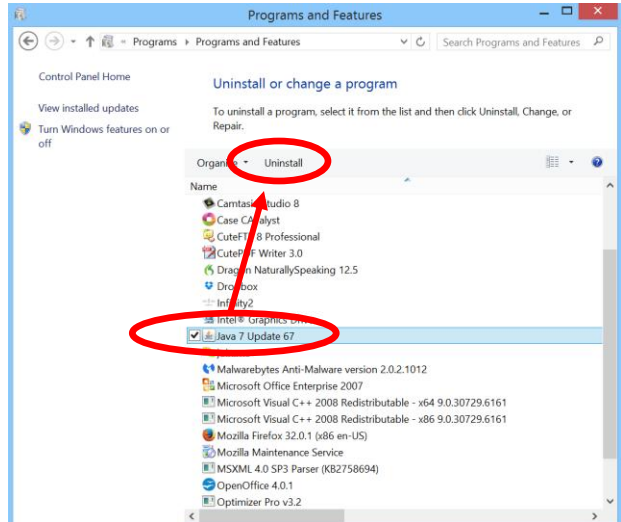 Programs and Features
Programs ▸ Programs and Features
Search Programs and Features
Control Panel Home
View installed updates
Turn Windows features on or
off
Uninstall or change a program
To uninstall a program, select it from the list and then click Uninstall, Change, or
Repair.
Organize Uninstall
Name
Camtasia Studio 8
Case CAtalyst
CuteFTP 8 Professional
CutePDF Writer 3.0
Dragon NaturallySpeaking 12.5
Dropbox
Infinity2
Intel® Graphics
Java 7 Update 67
Malwarebytes Anti-Malware version 2.0.2.1012
Microsoft Office Enterprise 2007
Microsoft Visual C++ 2008 Redistributable - x64 9.0.30729.6161
Microsoft Visual C++ 2008 Redistributable - x86 9.0.30729.6161
Mozilla Firefox 32.0.1 (x86 en-US)
Mozilla Maintenance Service
MSXML 4.0 SP3 Parser (KB2758694)
OpenOffice 4.0.1
Optimizer Pro v3.2